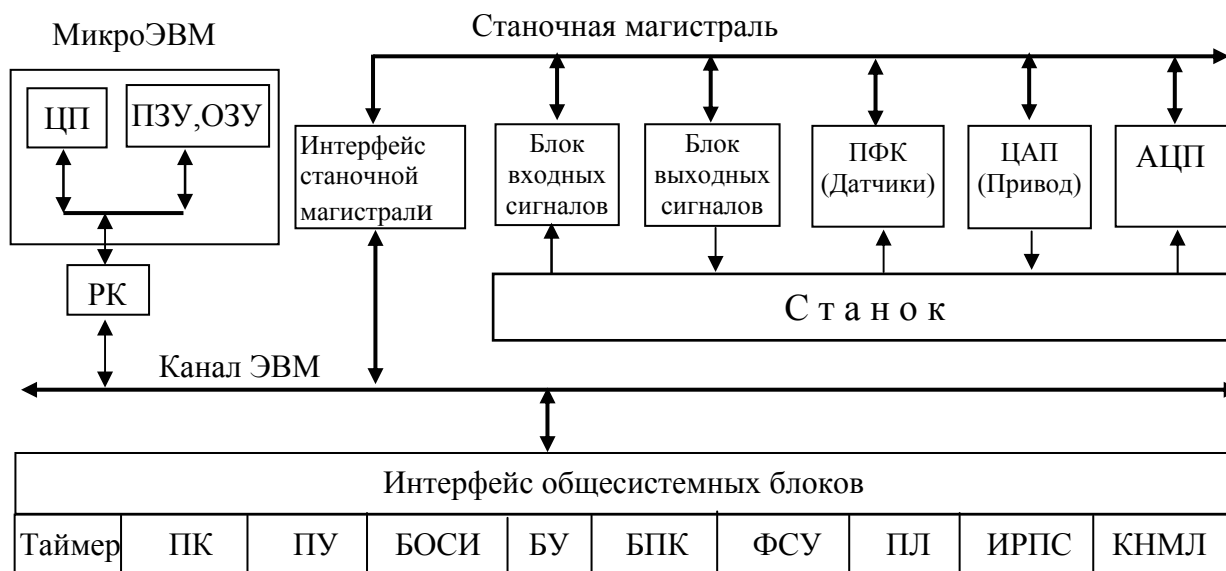 МикроЭВМ
Станочная магистраль
ЦП
ПЗУ,ОЗУ
Интерфейс
станочной
магистрали
Блок
входных
сигналов
Блок
выходных
сигналов
ПФК
(Датчики)
ЦАП
(Привод)
АЦП
РК
С т а н о к
Канал ЭВМ
Интерфейс общесистемных блоков
Таймер ПК ПУ БОСИ БУ БПК ФСУ ПЛ ИРПС КНМЛ